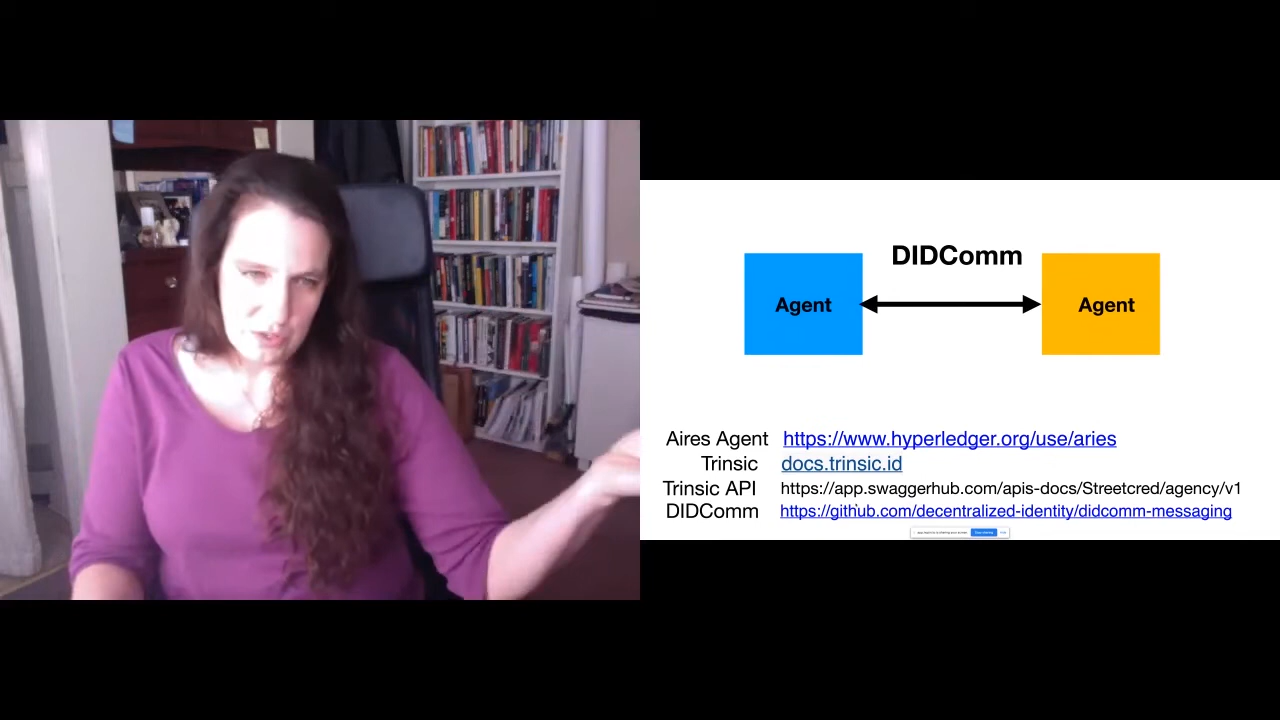 DIDComm
Agent
Agent
Aires Agent https://www.hyperledger.org/use/aries
Trinsic docs.trinsic.id
Trinsic API https://app.swaggerhub.com/apis-docs/Streetcred/agency/v1
DIDComm https://github.com/decentralized-identity/didcomm-messaging